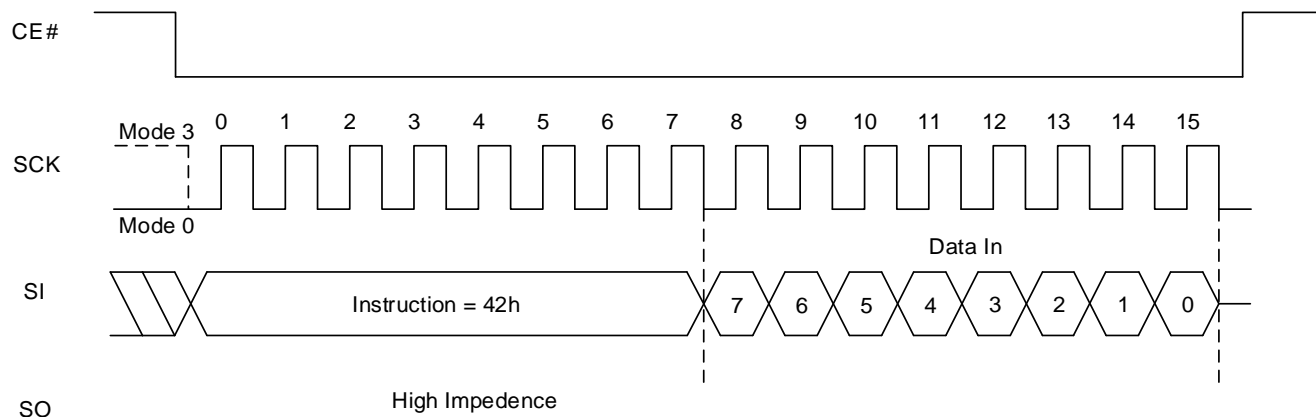 CE#
Mode 3
0 1 2 3 4 5 6 7 8 9 10 11 12 13 14 15
SCK
Mode 0
Data In
SI
Instruction = 42h
7 6 5 4 3 2 1 0
High Impedence
SO